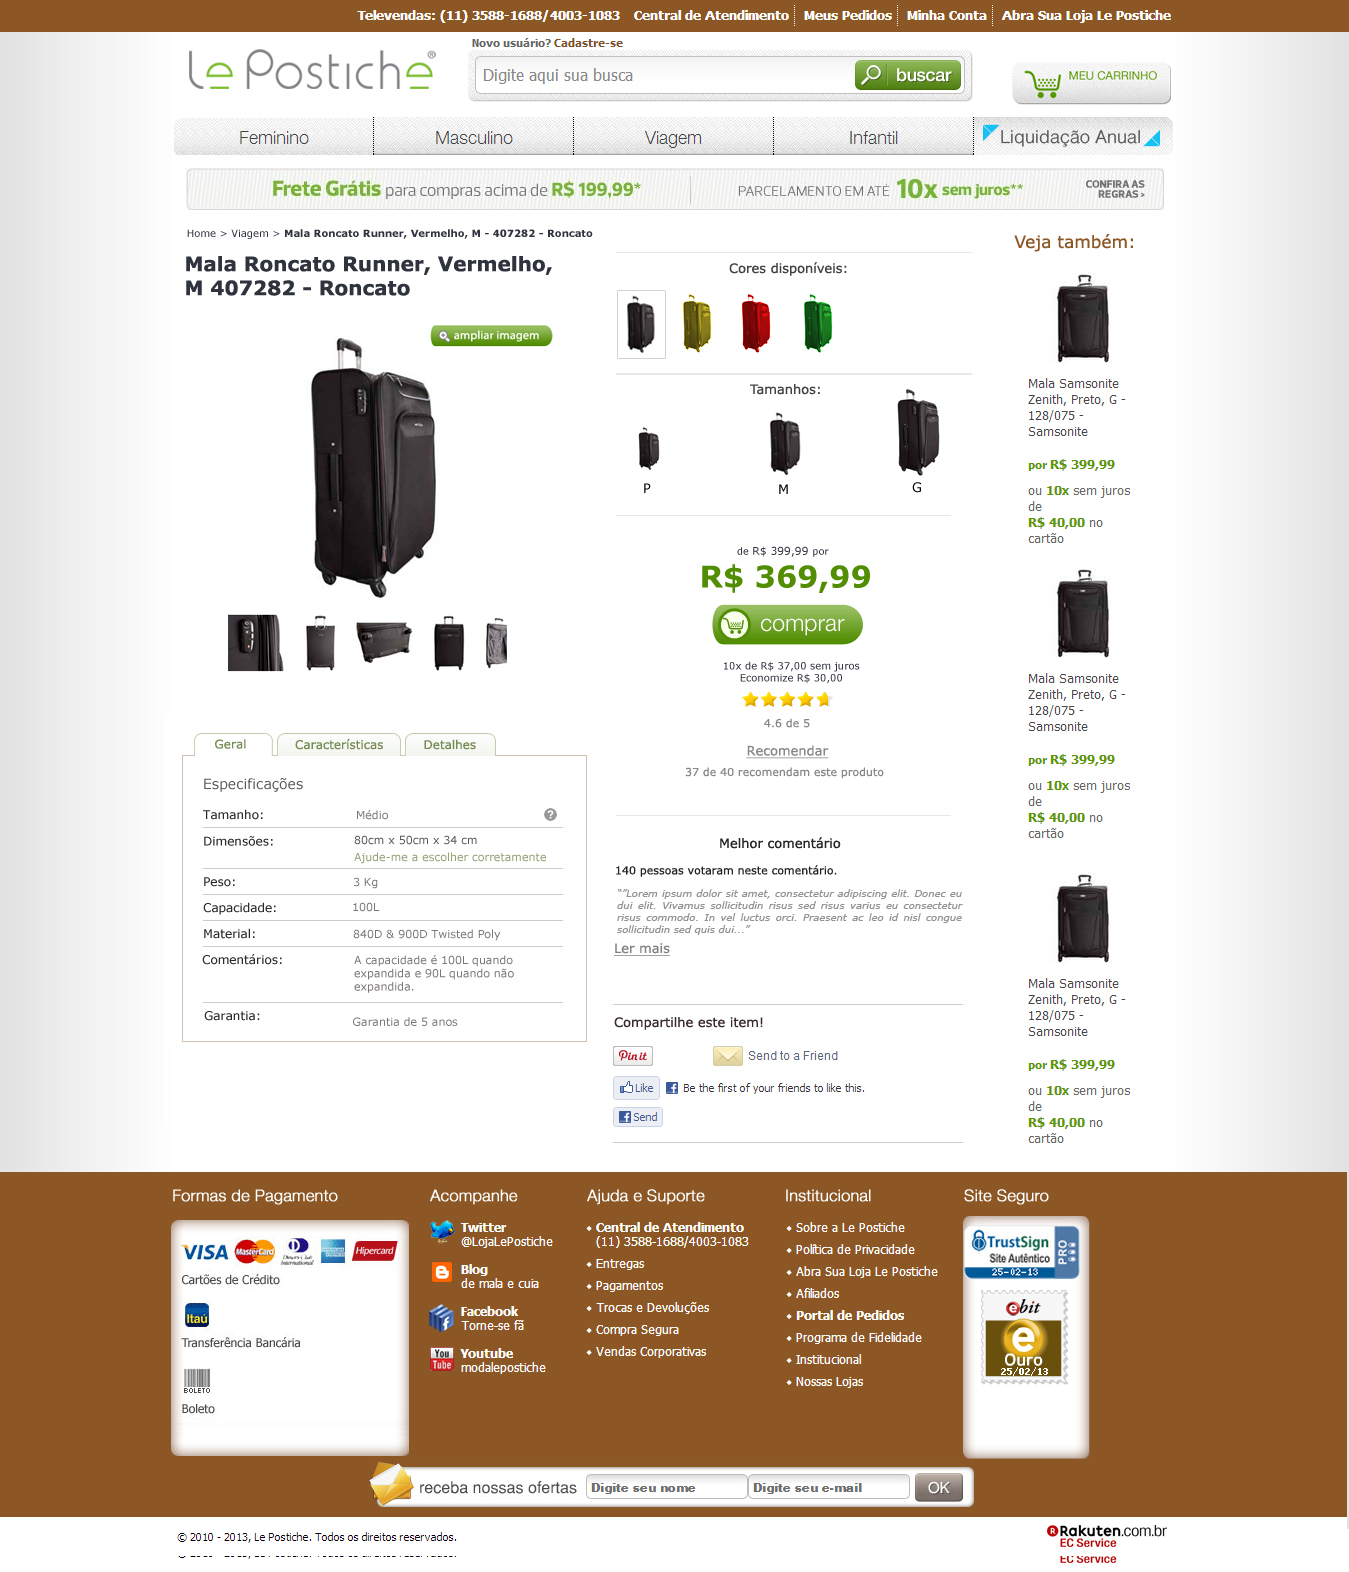 Televendas: (11) 3588-1688/4003-1083 Central de Atendimento Meus Pedidos Minha Conta Abra Sua Loja Le Postiche
Le Postiche®
Novo usuário? Cadastre-se
Digite aqui sua busca
buscar
MEU CARRINHO
Feminino Masculino Viagem Infantil Liquidação Anual
Frete Grátis para compras acima de R$ 199,99*
PARCELAMENTO EM ATÉ 10x sem juros**
CONFIRA AS
REGRAS >
Home > Viagem > Mala Roncato Runner, Vermelho, M - 407282 - Roncato
Mala Roncato Runner, Vermelho,
M 407282 - Roncato
ampliar imagem
Cores disponíveis:
Tamanhos:
P
M
G
de R$ 399,99 por
R$ 369,99
comprar
10x de R$ 37,00 sem juros
Economize R$ 30,00
4.6 de 5
Recomendar
37 de 40 recomendam este produto
Geral Características Detalhes
Especificações
Tamanho: Médio ?
Dimensões: 80cm x 50cm x 34 cm
Ajude-me a escolher corretamente
Peso: 3 Kg
Capacidade: 100L
Material: 840D & 900D Twisted Poly
Comentários: A capacidade é 100L quando
expandida e 90L quando não
expandida.
Garantia: Garantia de 5 anos
Melhor comentário
140 pessoas votaram neste comentário.
“"Lorem ipsum dolor sit amet, consectetur adipiscing elit. Donec eu
dui elit. Vivamus sollicitudin risus sed risus varius eu consectetur
risus commodo. In vel luctus orci. Praesent ac leo id nisl congue
sollicitudin sed quis dui...”
Ler mais
Compartilhe este item!
Pin it
Send to a Friend
Like
Be the first of your friends to like this.
Send
Veja também:
Mala Samsonite
Zenith, Preto, G -
128/075 -
Samsonite
por R$ 399,99
ou 10x sem juros
de
R$ 40,00 no
cartão
Mala Samsonite
Zenith, Preto, G -
128/075 -
Samsonite
por R$ 399,99
ou 10x sem juros
de
R$ 40,00 no
cartão
Mala Samsonite
Zenith, Preto, G -
128/075 -
Samsonite
por R$ 399,99
ou 10x sem juros
de
R$ 40,00 no
cartão
Formas de Pagamento
VISA MasterCard Diners Club International Hipercard
Cartões de Crédito
Itaú
Transferência Bancária
BOLETO
Boleto
Acompanhe
Twitter
@LojaLePostiche
Blog
de mala e cuia
Facebook
Torne-se fã
You Tube
Youtube
modalepostiche
Ajuda e Suporte
Central de Atendimento
(11) 3588-1688/4003-1083
Entregas
Pagamentos
Trocas e Devoluções
Compra Segura
Vendas Corporativas
Institucional
Sobre a Le Postiche
Política de Privacidade
Abra Sua Loja Le Postiche
Afiliados
Portal de Pedidos
Programa de Fidelidade
Institucional
Nossas Lojas
Site Seguro
TrustSign
Site Autêntico
PRO
25-02-13
ebit
e
Ouro
25/02/13
receba nossas ofertas
Digite seu nome
Digite seu e-mail
OK
© 2010 - 2013, Le Postiche. Todos os direitos reservados.
Rakuten.com.br
EC Service
EC Service